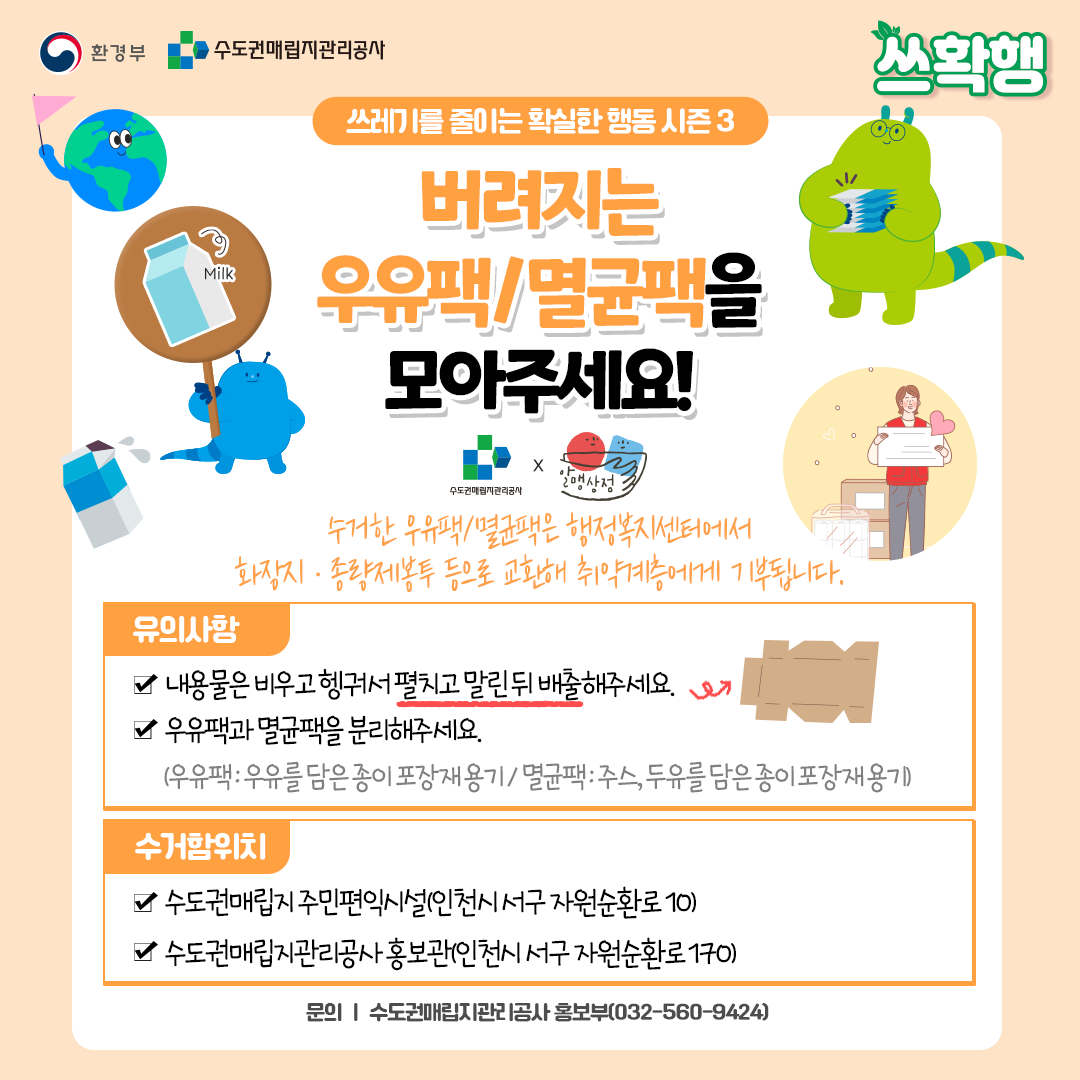 환경부
수도권매립지관리공사
쓰확행
쓰레기를 줄이는 확실한 행동 시즌 3
버려지는
우유팩/멸균팩을
모아주세요!
Milk
수도권매립지관리공사 X 알맹상점
수거한 우유팩/멸균팩은 행정복지센터에서
화장지 · 종량제봉투 등으로 교환해 취약계층에게 기부됩니다.
유의사항
내용물은 비우고 헹궈서 펼치고 말린 뒤 배출해주세요.
우유팩과 멸균팩을 분리해주세요.
(우유팩 : 우유를 담은 종이 포장재 용기 / 멸균팩 : 주스, 두유를 담은 종이 포장재 용기)
수거함위치
수도권매립지 주민편익시설(인천시 서구 자원순환로 10)
수도권매립지관리공사 홍보관(인천시 서구 자원순환로 170)
문의 ㅣ 수도권매립지관리공사 홍보부(032-560-9424)